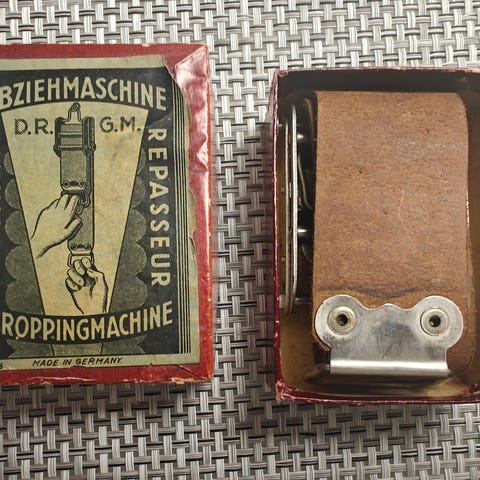 BZIEHMASCHINE
D.R. G.M.
REPASSEUR
ROPPINGMACHINE
MADE IN GERMANY